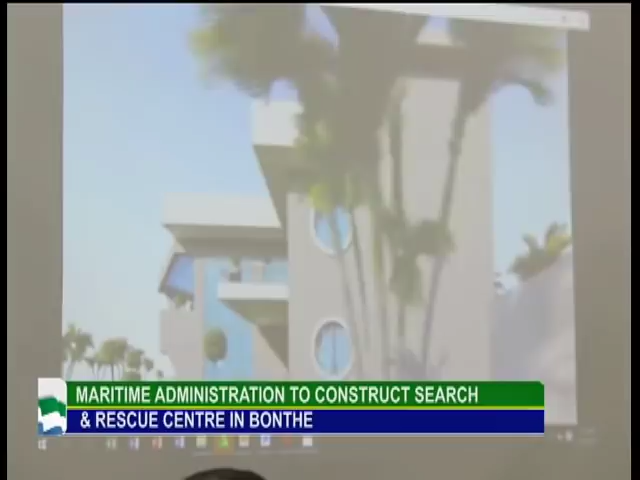 MARITIME ADMINISTRATION TO CONSTRUCT SEARCH
& RESCUE CENTRE IN BONTHE